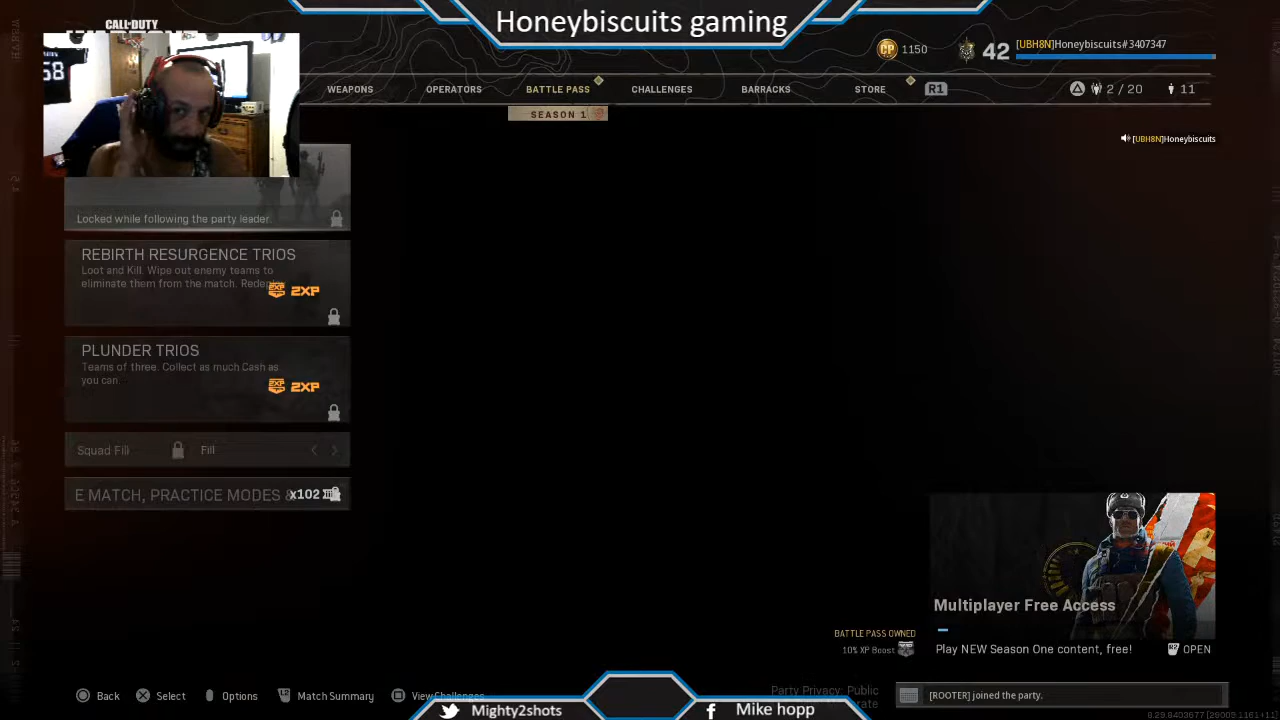 Honeybiscuits gaming
CALL OF DUTY
1150
42
[UBH8N]Honeybiscuits#3407347
WEAPONS
OPERATORS
BATTLE PASS
CHALLENGES
BARRACKS
STORE
R1
2 / 20
11
SEASON 1
[UBH8N]Honeybiscuits
58
Locked while following the party leader.
REBIRTH RESURGENCE TRIOS
Loot and Kill. Wipe out enemy teams to
eliminate them from the match.
2XP
PLUNDER TRIOS
Teams of three. Collect as much Cash as
you can.
2XP
Squad Fill
Fill
E MATCH, PRACTICE MODES &
x102
Multiplayer Free Access
Play NEW Season One content, free!
OPEN
BATTLE PASS OWNED
10% XP Boost
Back
Select
Options
Match Summary
View Challenges
Party Privacy: Public
[ROOTER] joined the party.
Mighty2shots
Mike hopp